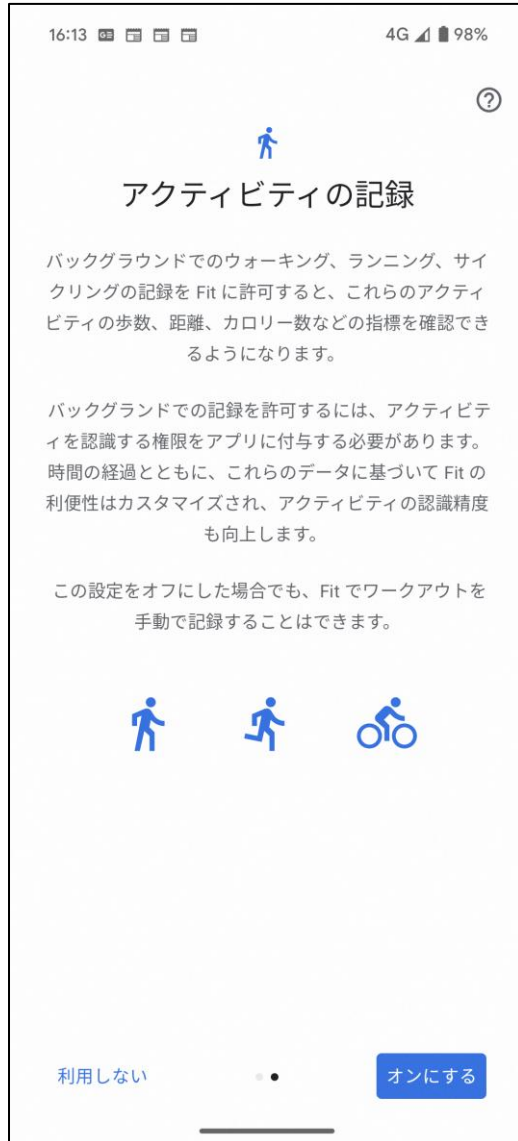 16:13
4G 98%
アクティビティの記録
バックグラウンドでのウォーキング、ランニング、サイ
クリングの記録を Fit に許可すると、これらのアクティ
ビティの歩数、距離、カロリー数などの指標を確認でき
るようになります。
バックグランドでの記録を許可するには、アクティビテ
ィを認識する権限をアプリに付与する必要があります。
時間の経過とともに、これらのデータに基づいて Fit の
利便性はカスタマイズされ、アクティビティの認識精度
も向上します。
この設定をオフにした場合でも、Fit でワークアウトを
手動で記録することはできます。
利用しない
オンにする